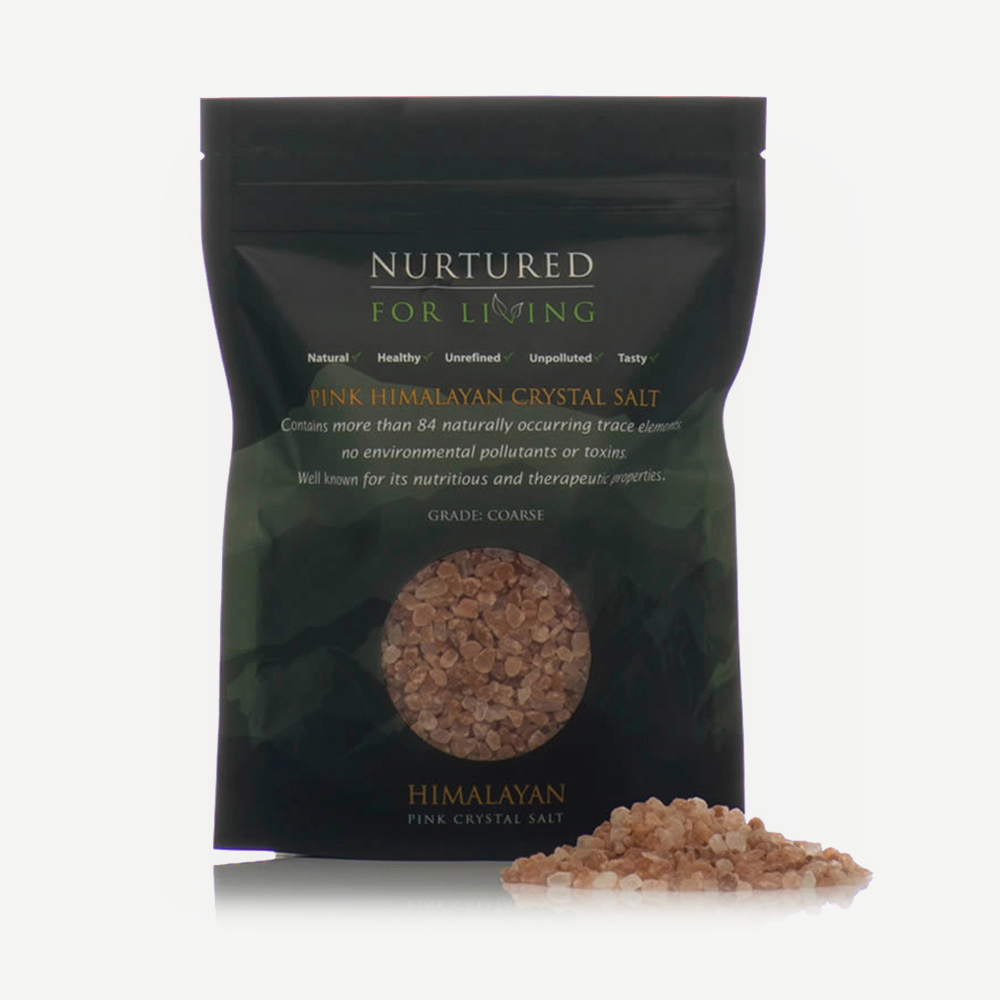 NURTURED
FOR LIVING
Natural✓ Healthy✓ Unrefined✓ Unpolluted✓ Tasty✓
PINK HIMALAYAN CRYSTAL SALT
Contains more than 84 naturally occurring trace elements
no environmental pollutants or toxins.
Well known for its nutritious and therapeutic properties.
GRADE: COARSE
HIMALAYAN
PINK CRYSTAL SALT